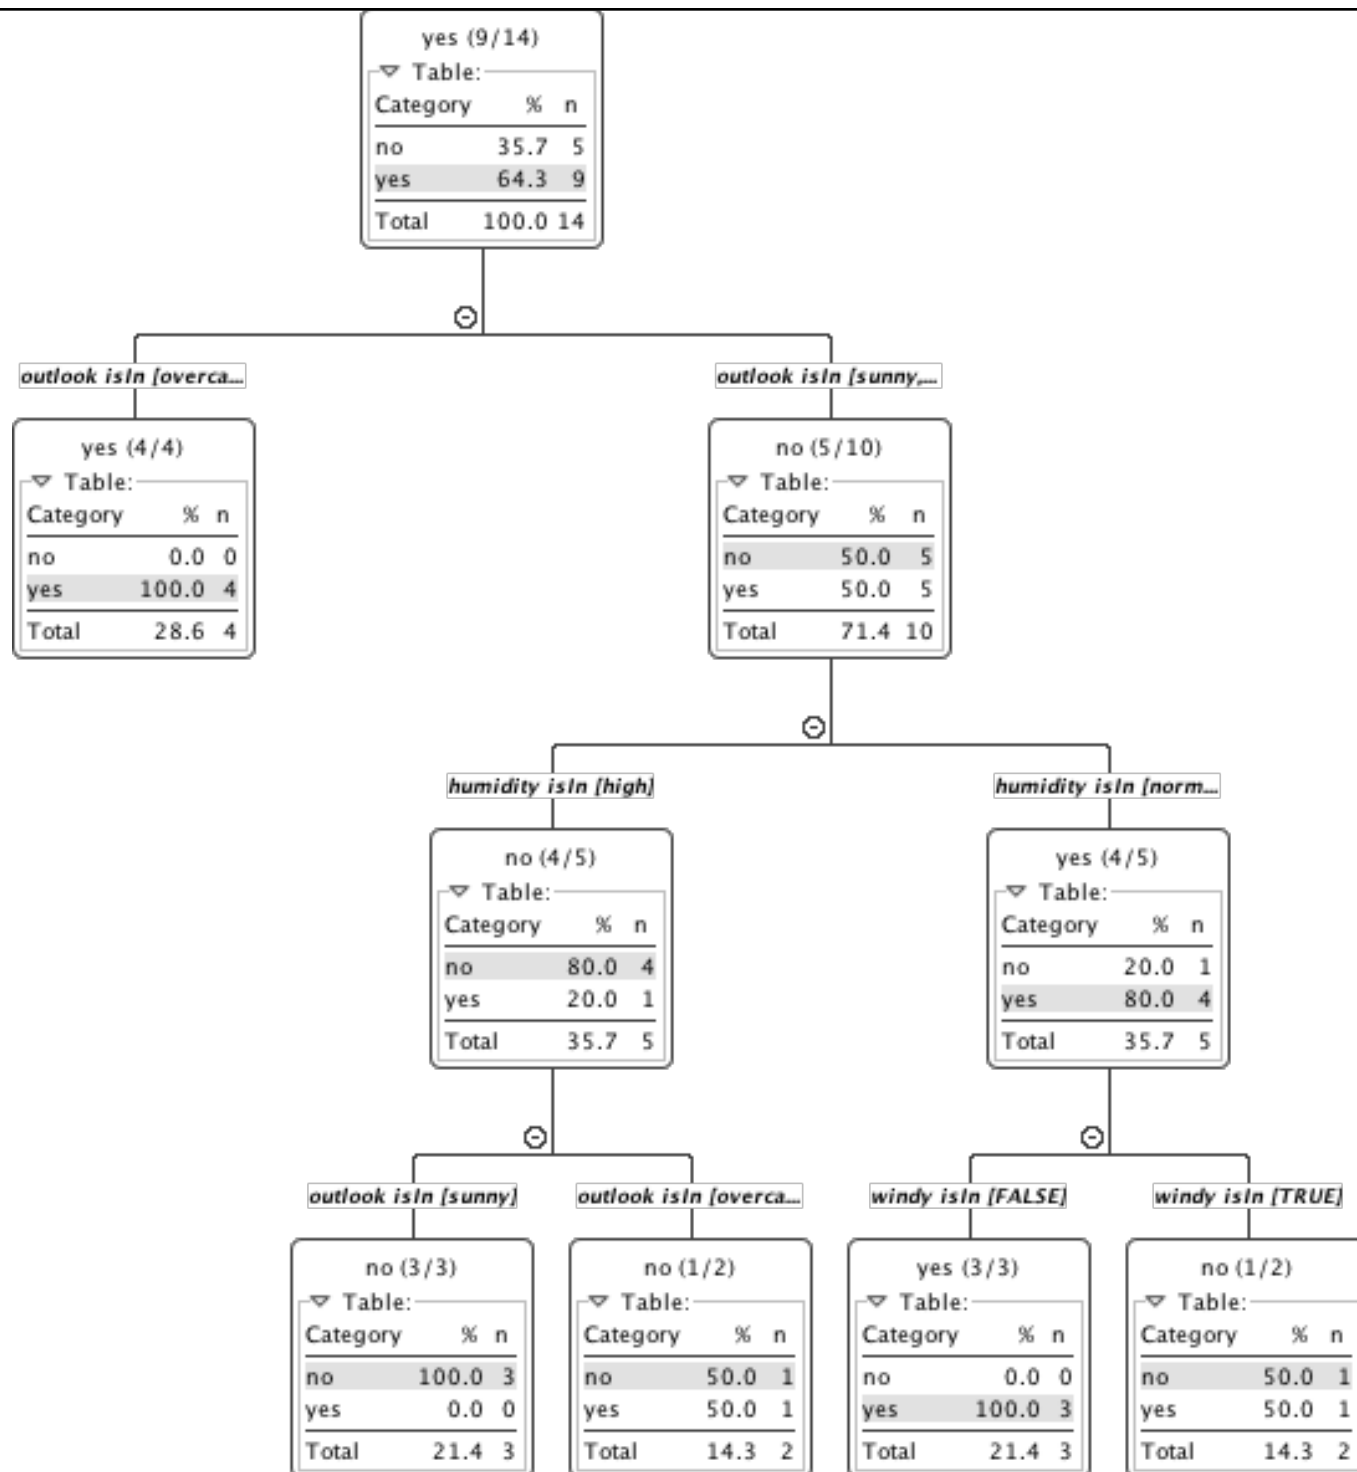 yes (9/14)
Table:
Category % n
no 35.7 5
yes 64.3 9
Total 100.0 14
outlook isIn [overca...
outlook isIn [sunny,...
yes (4/4)
Table:
Category % n
no 0.0 0
yes 100.0 4
Total 28.6 4
no (5/10)
Table:
Category % n
no 50.0 5
yes 50.0 5
Total 71.4 10
humidity isIn [high]
humidity isIn [norm...
no (4/5)
Table:
Category % n
no 80.0 4
yes 20.0 1
Total 35.7 5
yes (4/5)
Table:
Category % n
no 20.0 1
yes 80.0 4
Total 35.7 5
outlook isIn [sunny]
outlook isIn [overca...
windy isIn [FALSE]
windy isIn [TRUE]
no (3/3)
Table:
Category % n
no 100.0 3
yes 0.0 0
Total 21.4 3
no (1/2)
Table:
Category % n
no 50.0 1
yes 50.0 1
Total 14.3 2
yes (3/3)
Table:
Category % n
no 0.0 0
yes 100.0 3
Total 21.4 3
no (1/2)
Table:
Category % n
no 50.0 1
yes 50.0 1
Total 14.3 2